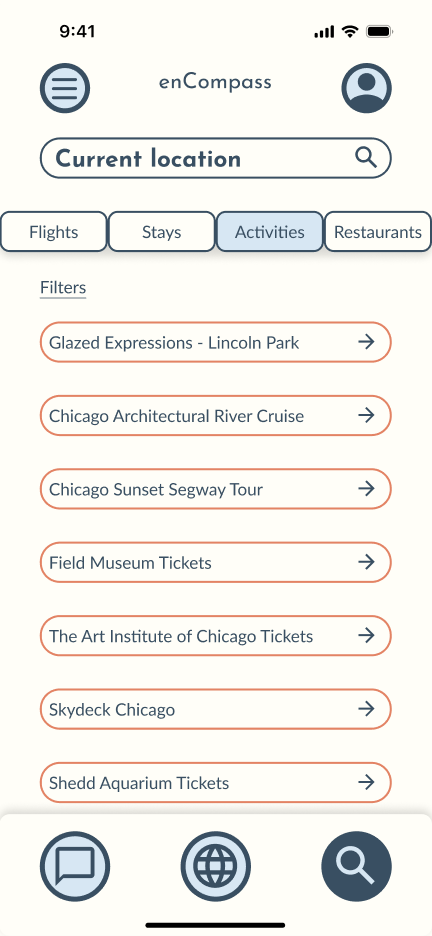 9:41
enCompass
Current location
Flights
Stays
Activities
Restaurants
Filters
Glazed Expressions - Lincoln Park
Chicago Architectural River Cruise
Chicago Sunset Segway Tour
Field Museum Tickets
The Art Institute of Chicago Tickets
Skydeck Chicago
Shedd Aquarium Tickets